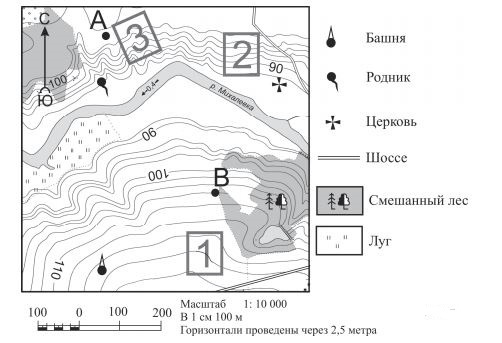 С
А
3
2
100
Ю
0,4
р. Михалевка
90
90
100
В
1
110
Башня
Родник
Церковь
Шоссе
Смешанный лес
Луг
100 0 100 200
Масштаб 1: 10 000
В 1 см 100 м
Горизонтали проведены через 2,5 метра